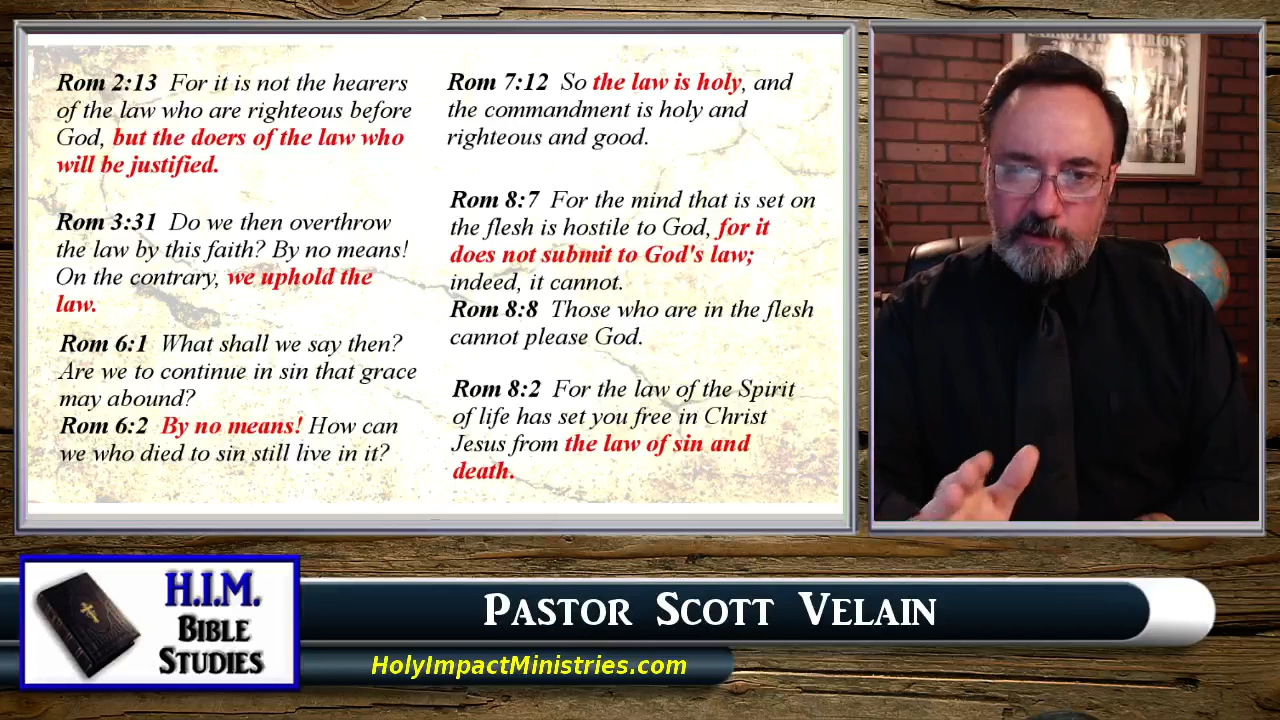 Rom 2:13 For it is not the hearers
of the law who are righteous before
God, but the doers of the law who
will be justified.
Rom 3:31 Do we then overthrow
the law by this faith? By no means!
On the contrary, we uphold the
law.
Rom 6:1 What shall we say then?
Are we to continue in sin that grace
may abound?
Rom 6:2 By no means! How can
we who died to sin still live in it?
Rom 7:12 So the law is holy, and
the commandment is holy and
righteous and good.
Rom 8:7 For the mind that is set on
the flesh is hostile to God, for it
does not submit to God's law;
indeed, it cannot.
Rom 8:8 Those who are in the flesh
cannot please God.
Rom 8:2 For the law of the Spirit
of life has set you free in Christ
Jesus from the law of sin and
death.
H.I.M.
BIBLE
STUDIES
PASTOR SCOTT VELAIN
HolyImpactMinistries.com